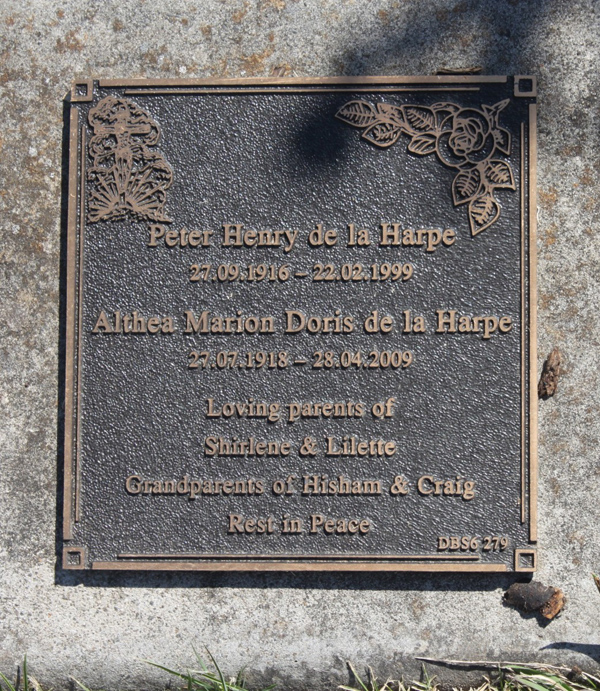 Peter Henry de la Harpe
27.09.1916 – 22.02.1999
Althea Marion Doris de la Harpe
27.07.1918 – 28.04.2009
Loving parents of
Shirlene & Lilette
Grandparents of Hisham & Craig
Rest in Peace
DBS6 279